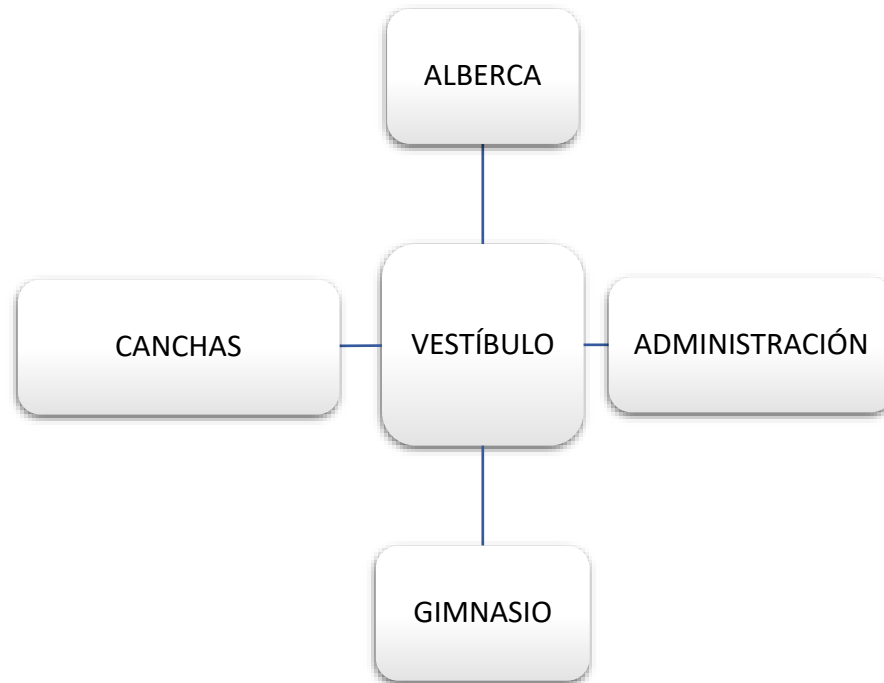 ALBERCA
CANCHAS
VESTÍBULO
ADMINISTRACIÓN
GIMNASIO